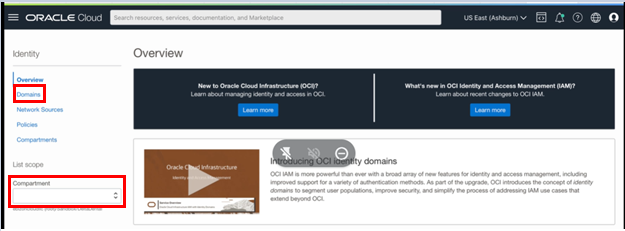 ORACLE Cloud
Search resources, services, documentation, and Marketplace
US East (Ashburn)
Identity
Overview
Domains
Network Sources
Policies
Compartments
List scope
Compartment
Overview
New to Oracle Cloud Infrastructure (OCI)?
Learn about managing identity and access in OCI.
Learn more
What's new in OCI Identity and Access Management (IAM)?
Learn about recent changes to OCI IAM.
Learn more
Oracle Cloud Infrastructure
Introducing OCI identity domains
OCI IAM is more powerful than ever with a broad array of new features for identity and access management, including
improved support for a variety of authentication methods. As part of the upgrade, OCI introduces the concept of identity
domains to segment user populations, improve security, and simplify the process of addressing IAM use cases that
extend beyond OCI.